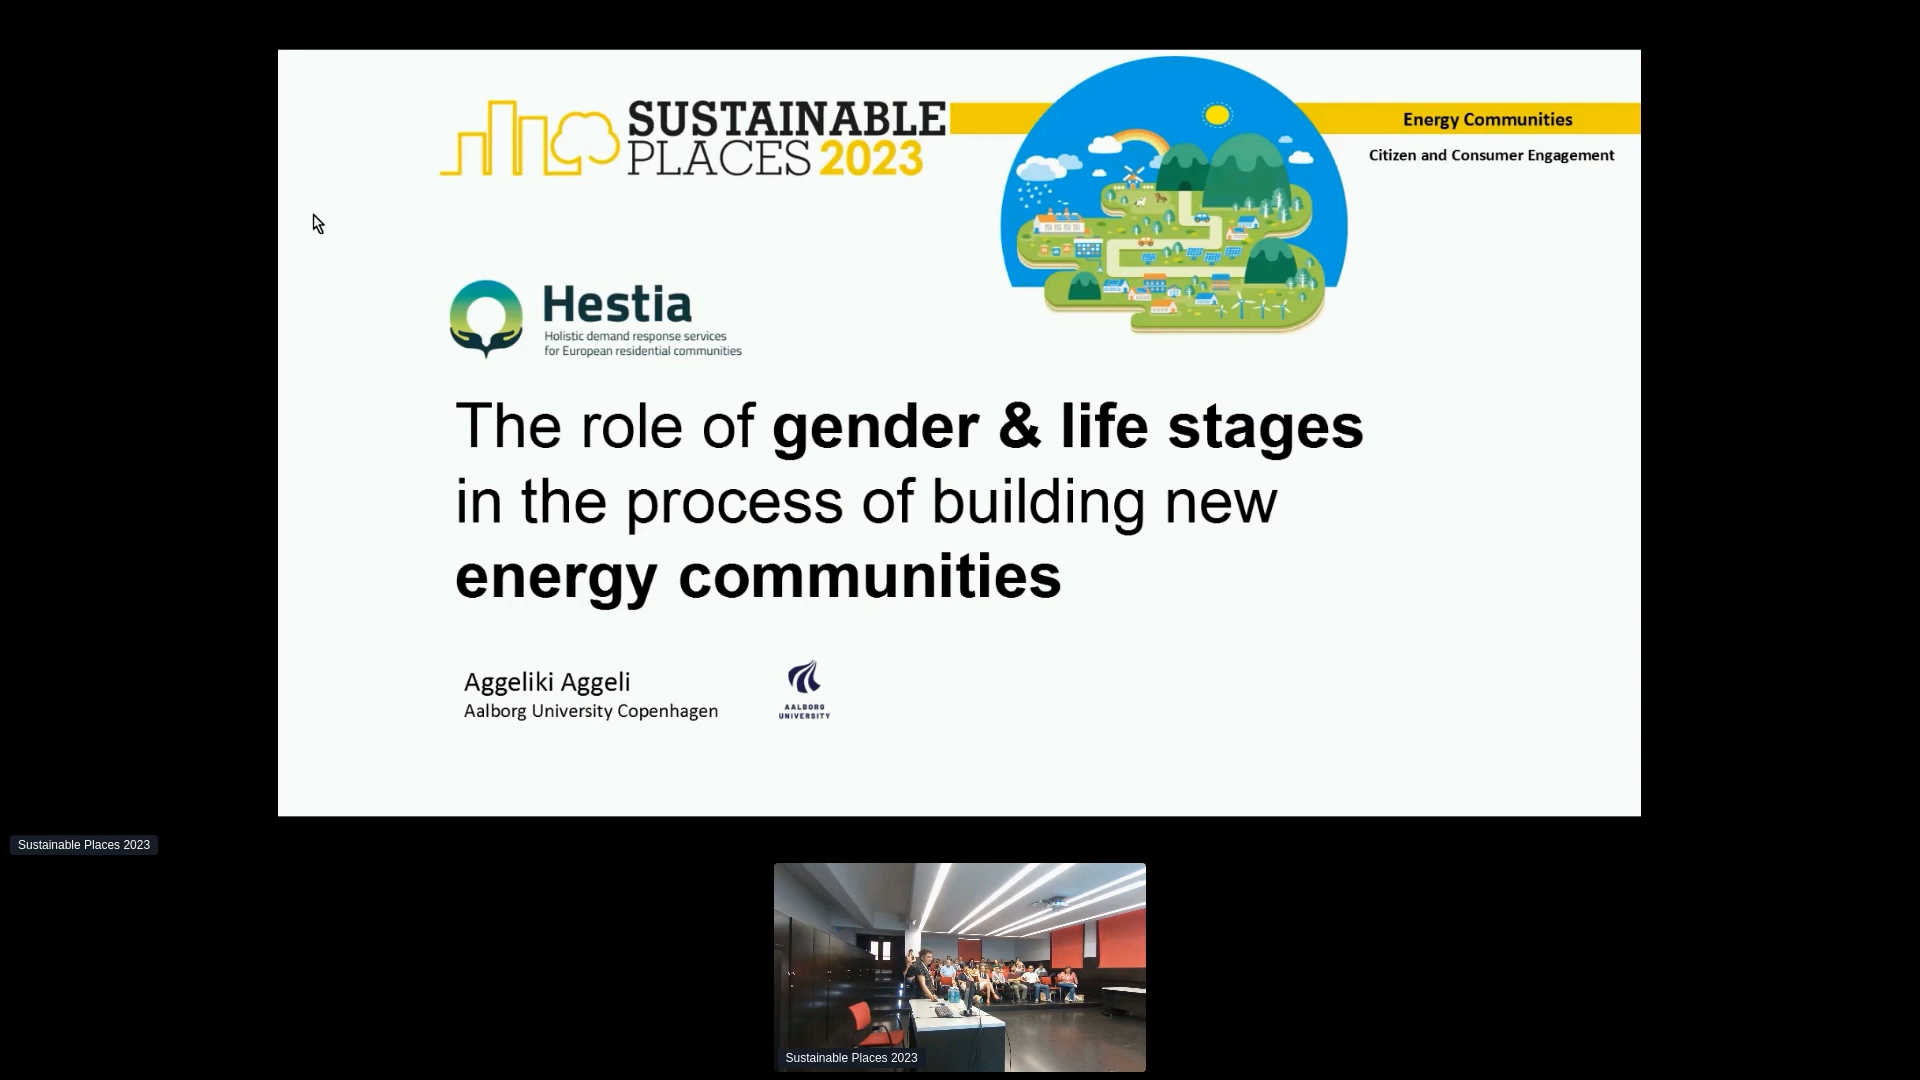 SUSTAINABLE
PLACES 2023
Energy Communities
Citizen and Consumer Engagement
Hestia
Holistic demand response services
for European residential communities
The role of gender & life stages
in the process of building new
energy communities
Aggeliki Aggeli
Aalborg University Copenhagen
AALBORG
UNIVERSITY
Sustainable Places 2023
Sustainable Places 2023